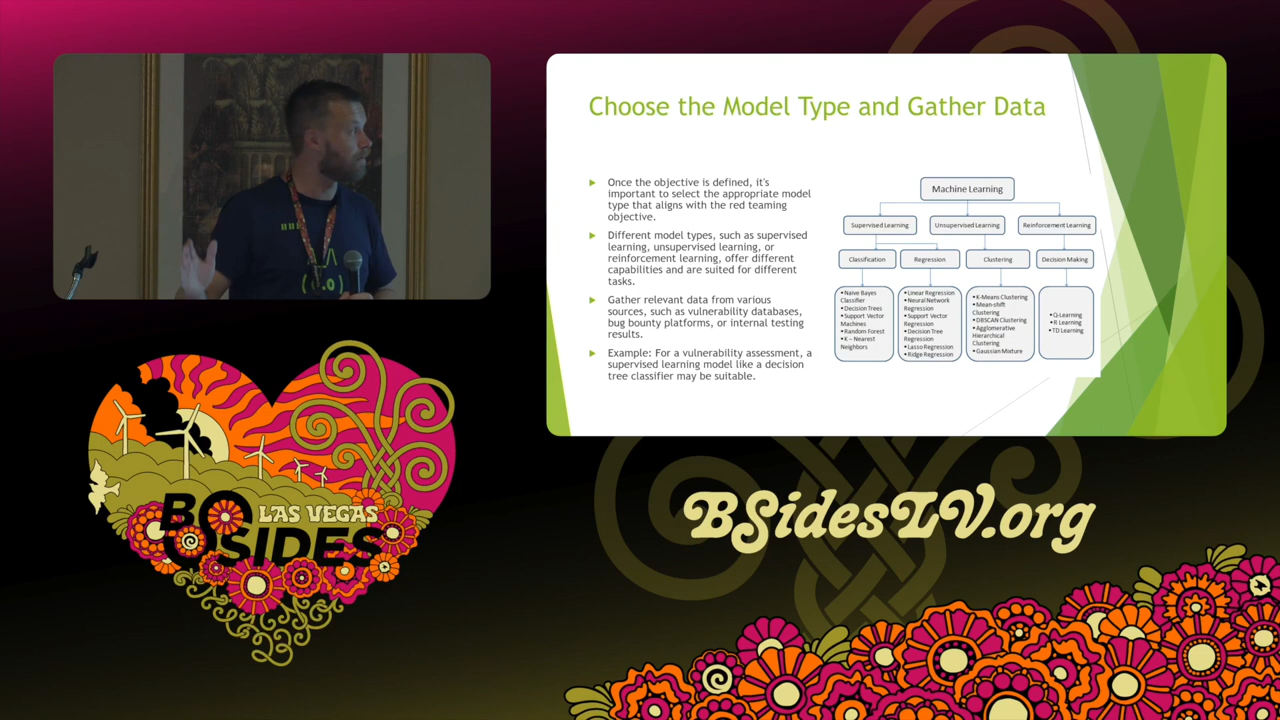 Choose the Model Type and Gather Data
Once the objective is defined, it's
important to select the appropriate model
type that aligns with the red teaming
objective.
Different model types, such as supervised
learning, unsupervised learning, or
reinforcement learning, offer different
capabilities and are suited for different
tasks.
Gather relevant data from various
sources, such as vulnerability databases,
bug bounty platforms, or internal testing
results.
Example: For a vulnerability assessment, a
supervised learning model like a decision
tree classifier may be suitable.
Machine Learning
Supervised Learning
Unsupervised Learning
Reinforcement Learning
Classification
Regression
Clustering
Decision Making
Naive Bayes
Classifier
Decision Trees
Support Vector
Machines
Random Forest
K – Nearest
Neighbors
Linear Regression
Neural Network
Regression
Support Vector
Regression
Decision Tree
Regression
Lasso Regression
Ridge Regression
K-Means Clustering
Mean-shift
Clustering
DBSCAN Clustering
Agglomerative
Hierarchical
Clustering
Gaussian Mixture
Q-Learning
R Learning
TD Learning
LAS VEGAS
BSIDES
BSidesLV.org